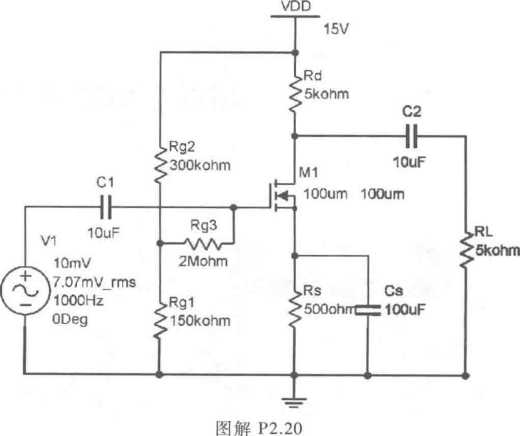 VDD
15V
Rd
5kohm
C2
10uF
Rg2
300kohm
M1
100um 100um
C1
10uF
Rg3
2Mohm
V1
10mV
7.07mV_rms
1000Hz
0Deg
RL
5kohm
Rg1
150kohm
Rs
500ohm
Cs
100uF
图解 P2.20